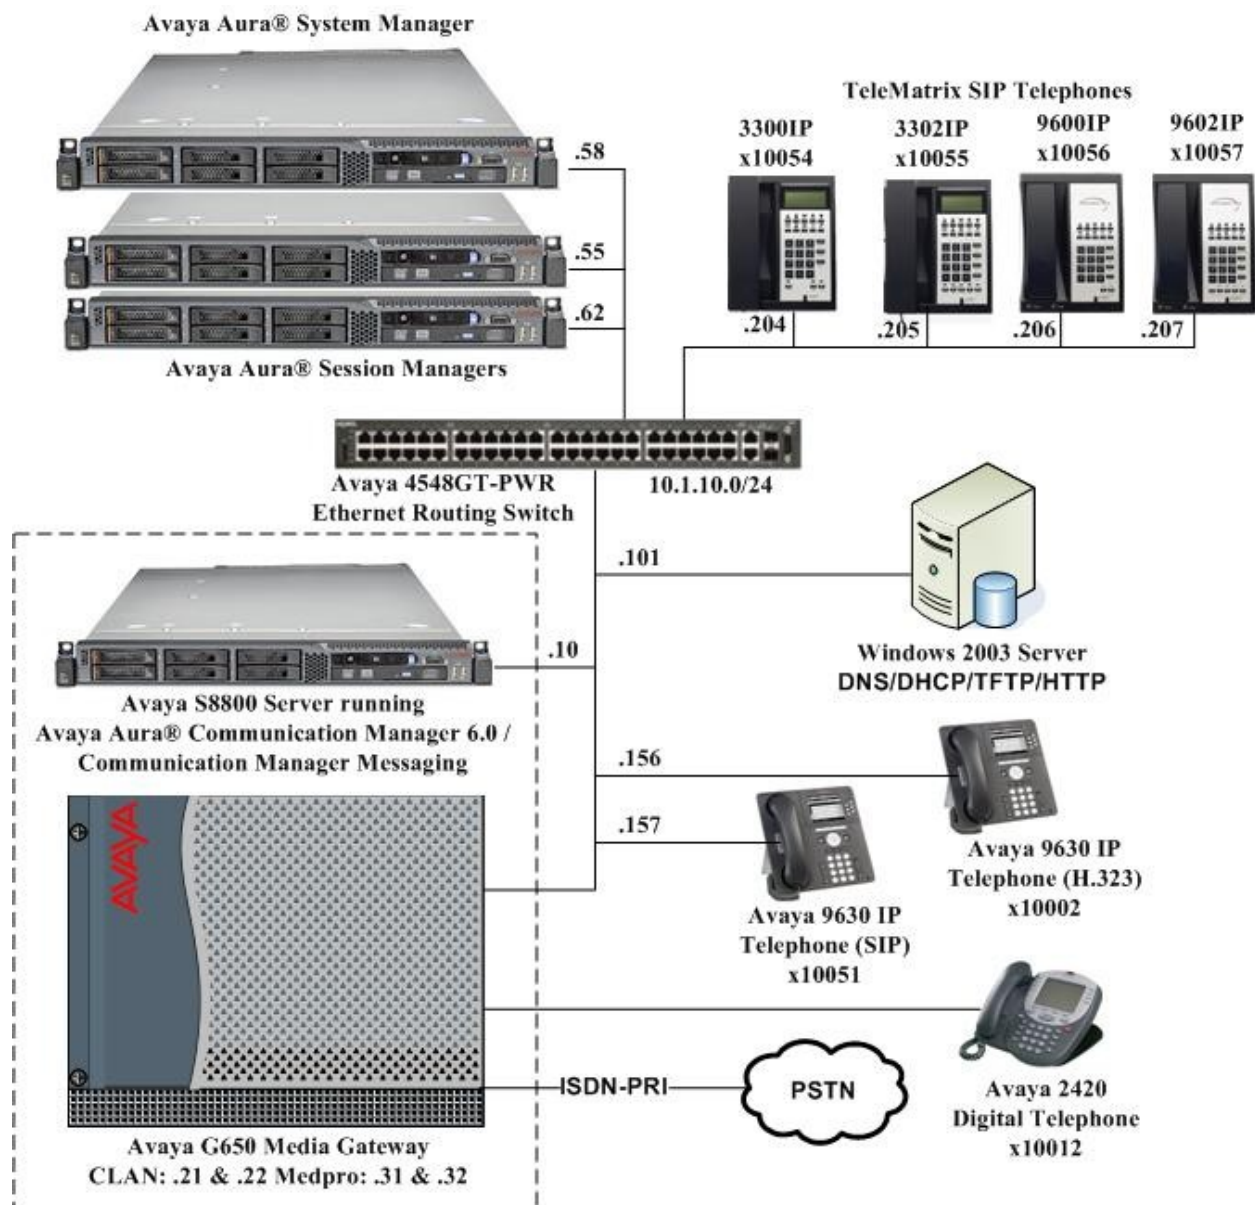 Avaya Aura® System Manager
.58
.55
.62
Avaya Aura® Session Managers
TeleMatrix SIP Telephones
3300IP
x10054
3302IP
x10055
9600IP
x10056
9602IP
x10057
.204
.205
.206
.207
Avaya 4548GT-PWR
Ethernet Routing Switch
10.1.10.0/24
.101
Windows 2003 Server
DNS/DHCP/TFTP/HTTP
.10
Avaya S8800 Server running
Avaya Aura® Communication Manager 6.0 /
Communication Manager Messaging
.156
.157
Avaya 9630 IP
Telephone (H.323)
x10002
Avaya 9630 IP
Telephone (SIP)
x10051
AVAYA
ISDN-PRI
PSTN
Avaya 2420
Digital Telephone
x10012
Avaya G650 Media Gateway
CLAN: .21 & .22 Medpro: .31 & .32